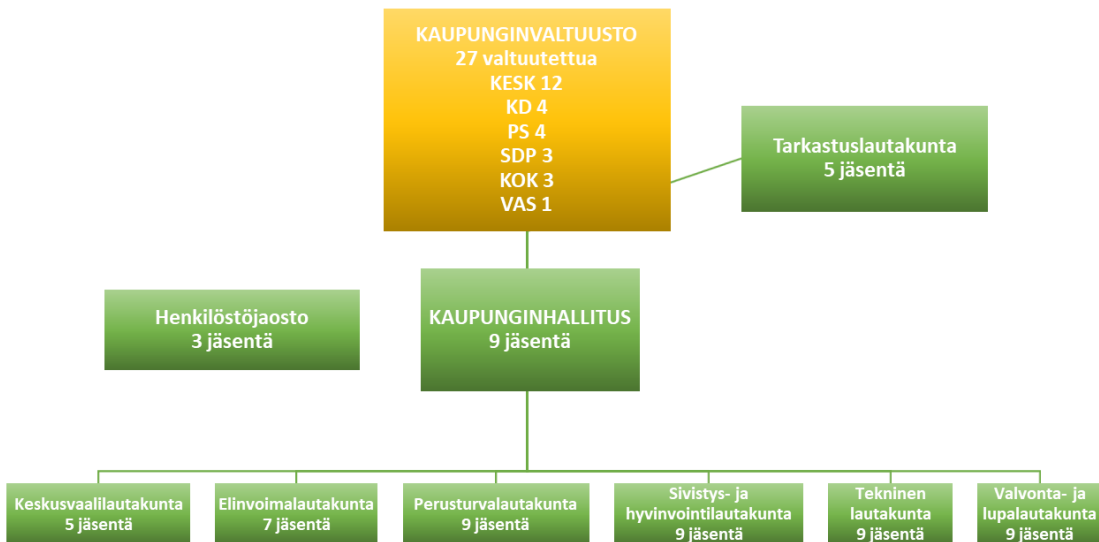 KAUPUNGINVALTUUSTO
27 valtuutettua
KESK 12
KD 4
PS 4
SDP 3
KOK 3
VAS 1
Tarkastuslautakunta
5 jäsentä
Henkilöstöjaosto
3 jäsentä
KAUPUNGINHALLITUS
9 jäsentä
Keskusvaalilautakunta
5 jäsentä
Elinvoimalautakunta
7 jäsentä
Perusturvalautakunta
9 jäsentä
Sivistys- ja
hyvinvointilautakunta
9 jäsentä
Tekninen
lautakunta
9 jäsentä
Valvonta- ja
lupalautakunta
9 jäsentä